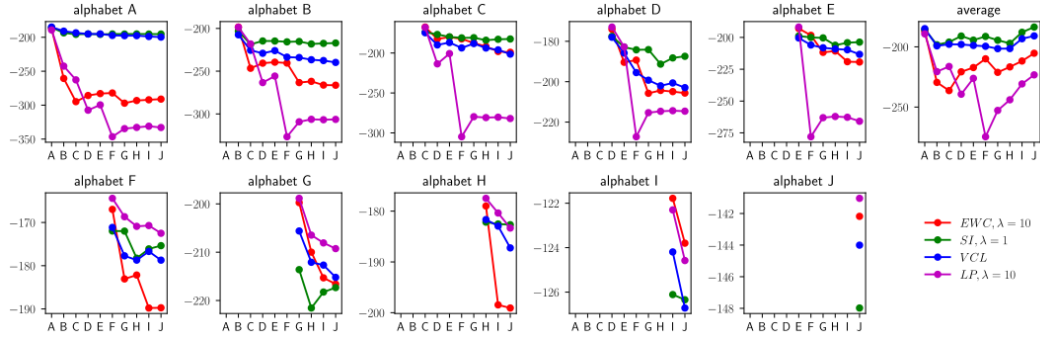 alphabet A
alphabet B
alphabet C
alphabet D
alphabet E
average
−200
−250
−300
−350
A B C D E F G H I J
−200
−250
−300
A B C D E F G H I J
−200
−250
−300
A B C D E F G H I J
−180
−200
−220
A B C D E F G H I J
−200
−225
−250
−275
A B C D E F G H I J
−200
−250
A B C D E F G H I J
alphabet F
alphabet G
alphabet H
alphabet I
alphabet J
−170
−180
−190
A B C D E F G H I J
−200
−210
−220
A B C D E F G H I J
−180
−190
−200
A B C D E F G H I J
−122
−124
−126
A B C D E F G H I J
−142
−144
−146
−148
A B C D E F G H I J
EWC, λ = 10
SI, λ = 1
VCL
LP, λ = 10